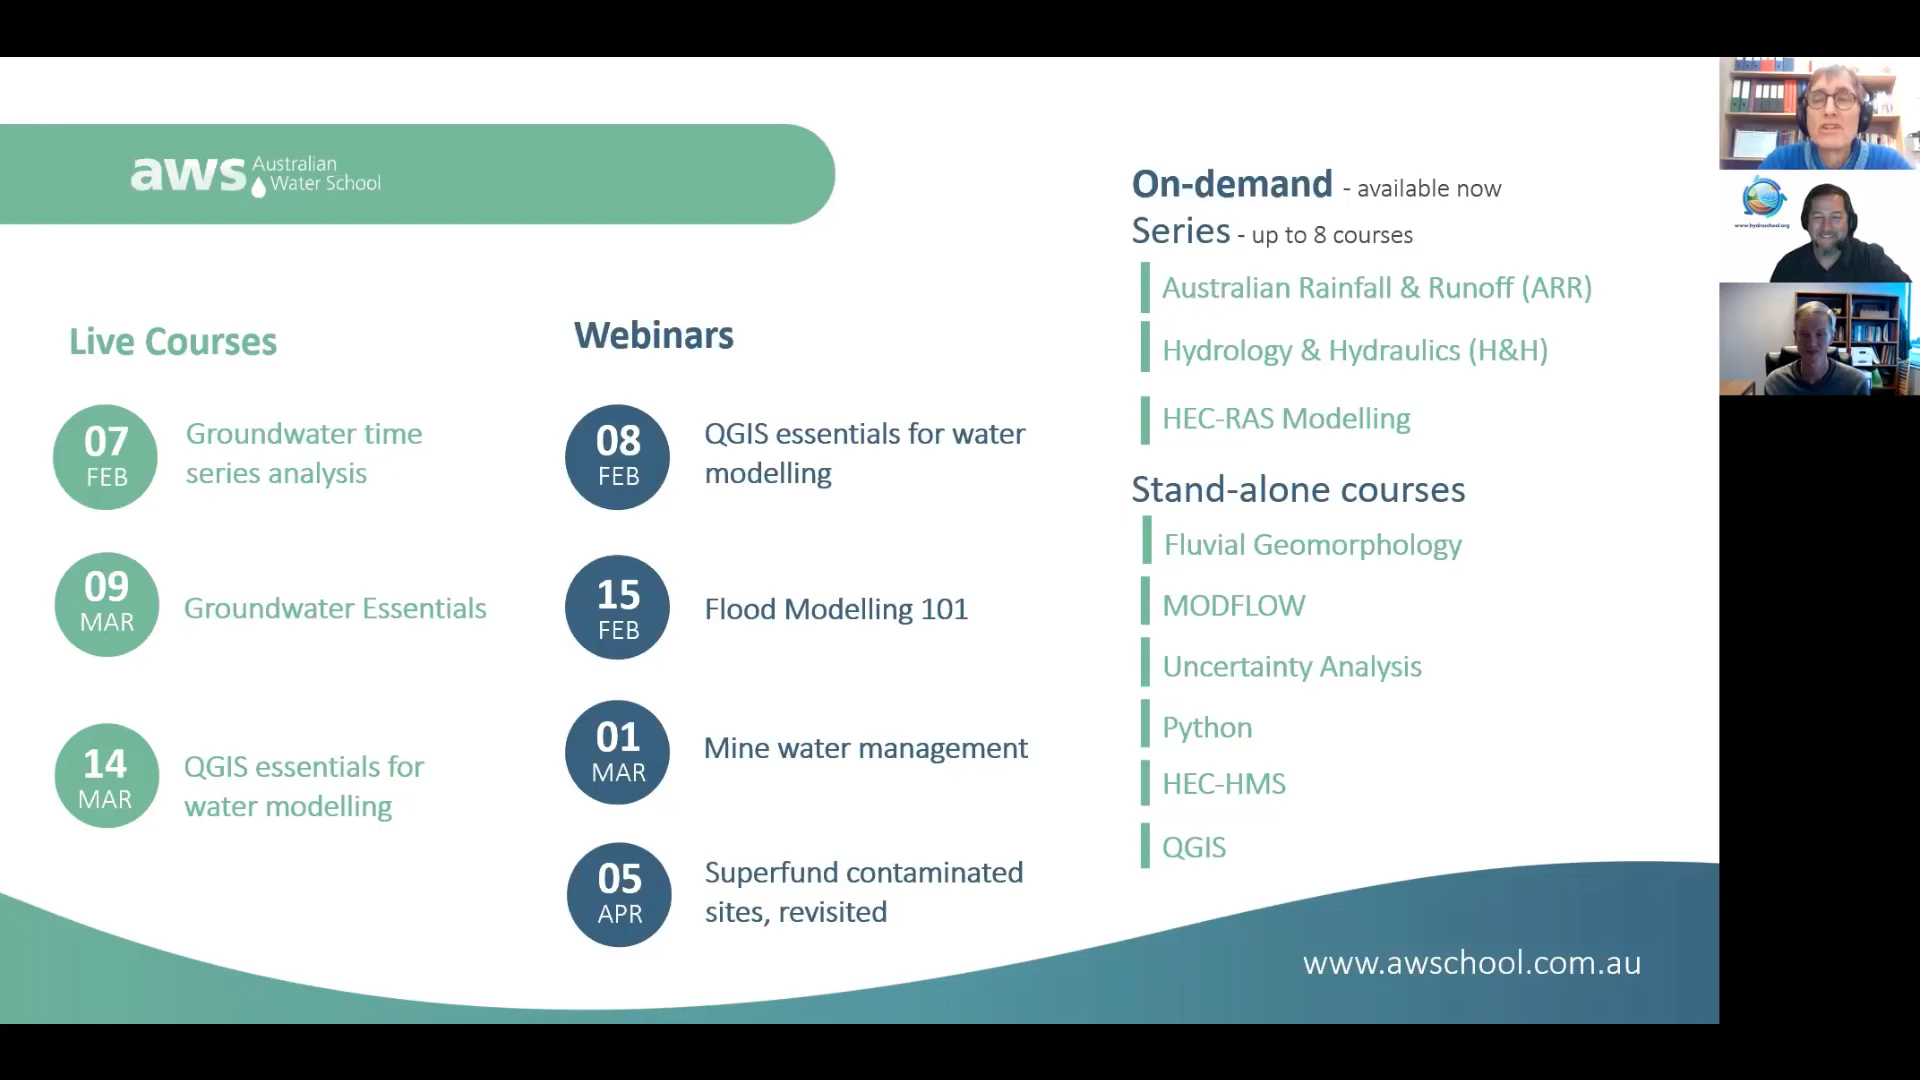 aws Australian
Water School
Live Courses
07
FEB
Groundwater time
series analysis
09
MAR
Groundwater Essentials
14
MAR
QGIS essentials for
water modelling
Webinars
08
FEB
QGIS essentials for water
modelling
15
FEB
Flood Modelling 101
01
MAR
Mine water management
05
APR
Superfund contaminated
sites, revisited
On-demand - available now
Series - up to 8 courses
Australian Rainfall & Runoff (ARR)
Hydrology & Hydraulics (H&H)
HEC-RAS Modelling
Stand-alone courses
Fluvial Geomorphology
MODFLOW
Uncertainty Analysis
Python
HEC-HMS
QGIS
www.awschool.com.au
www.hydroschool.org